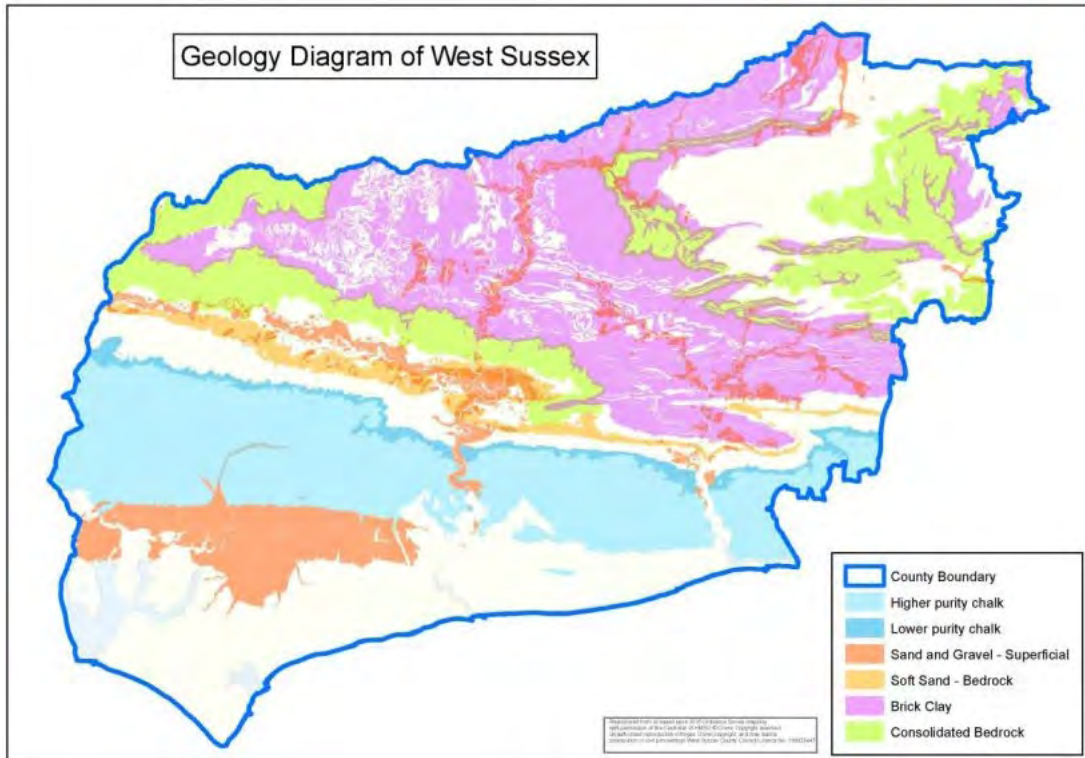 Geology Diagram of West Sussex
County Boundary
Higher purity chalk
Lower purity chalk
Sand and Gravel - Superficial
Soft Sand - Bedrock
Brick Clay
Consolidated Bedrock